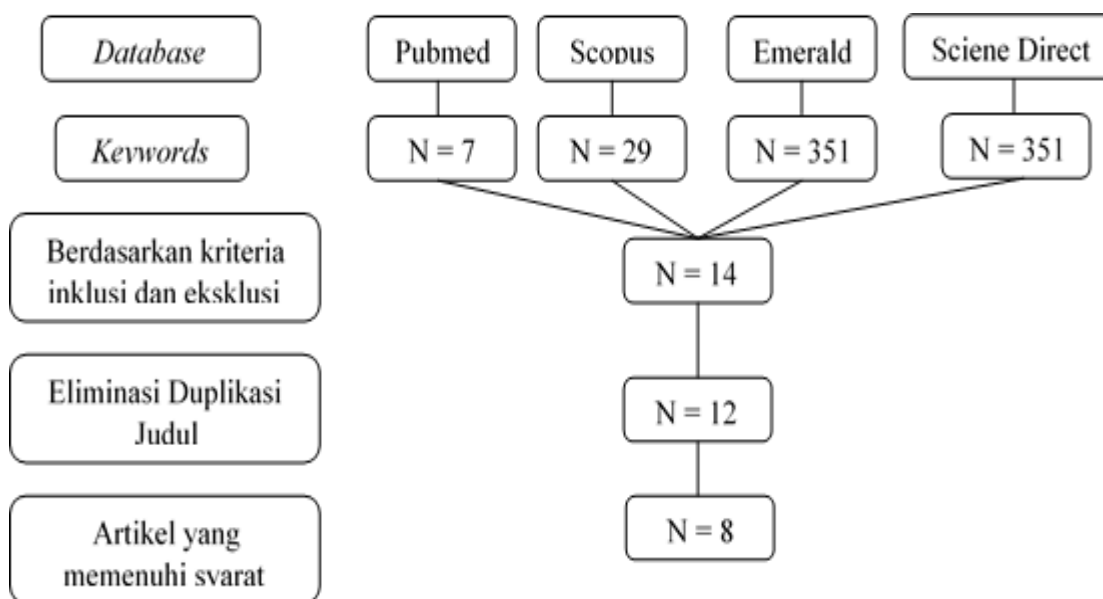 Database
Pubmed
Scopus
Emerald
Sciene Direct
Keywords
N = 7
N = 29
N = 351
N = 351
Berdasarkan kriteria
inklusi dan eksklusi
N = 14
Eliminasi Duplikasi
Judul
N = 12
Artikel yang
memenuhi syarat
N = 8